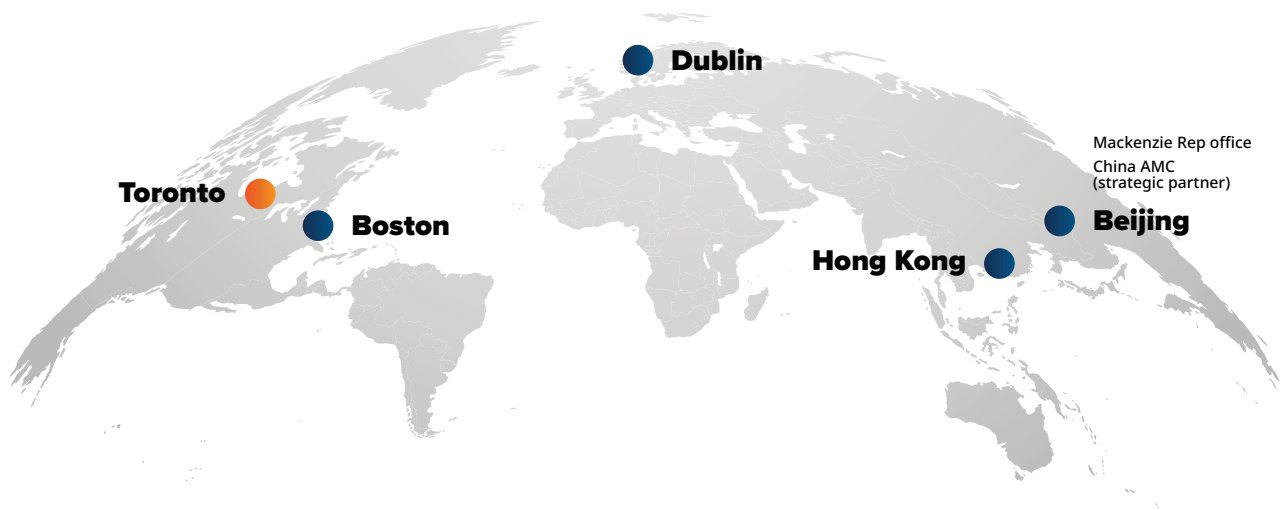 Dublin
Mackenzie Rep office
China AMC
(strategic partner)
Toronto
Boston
Beijing
Hong Kong